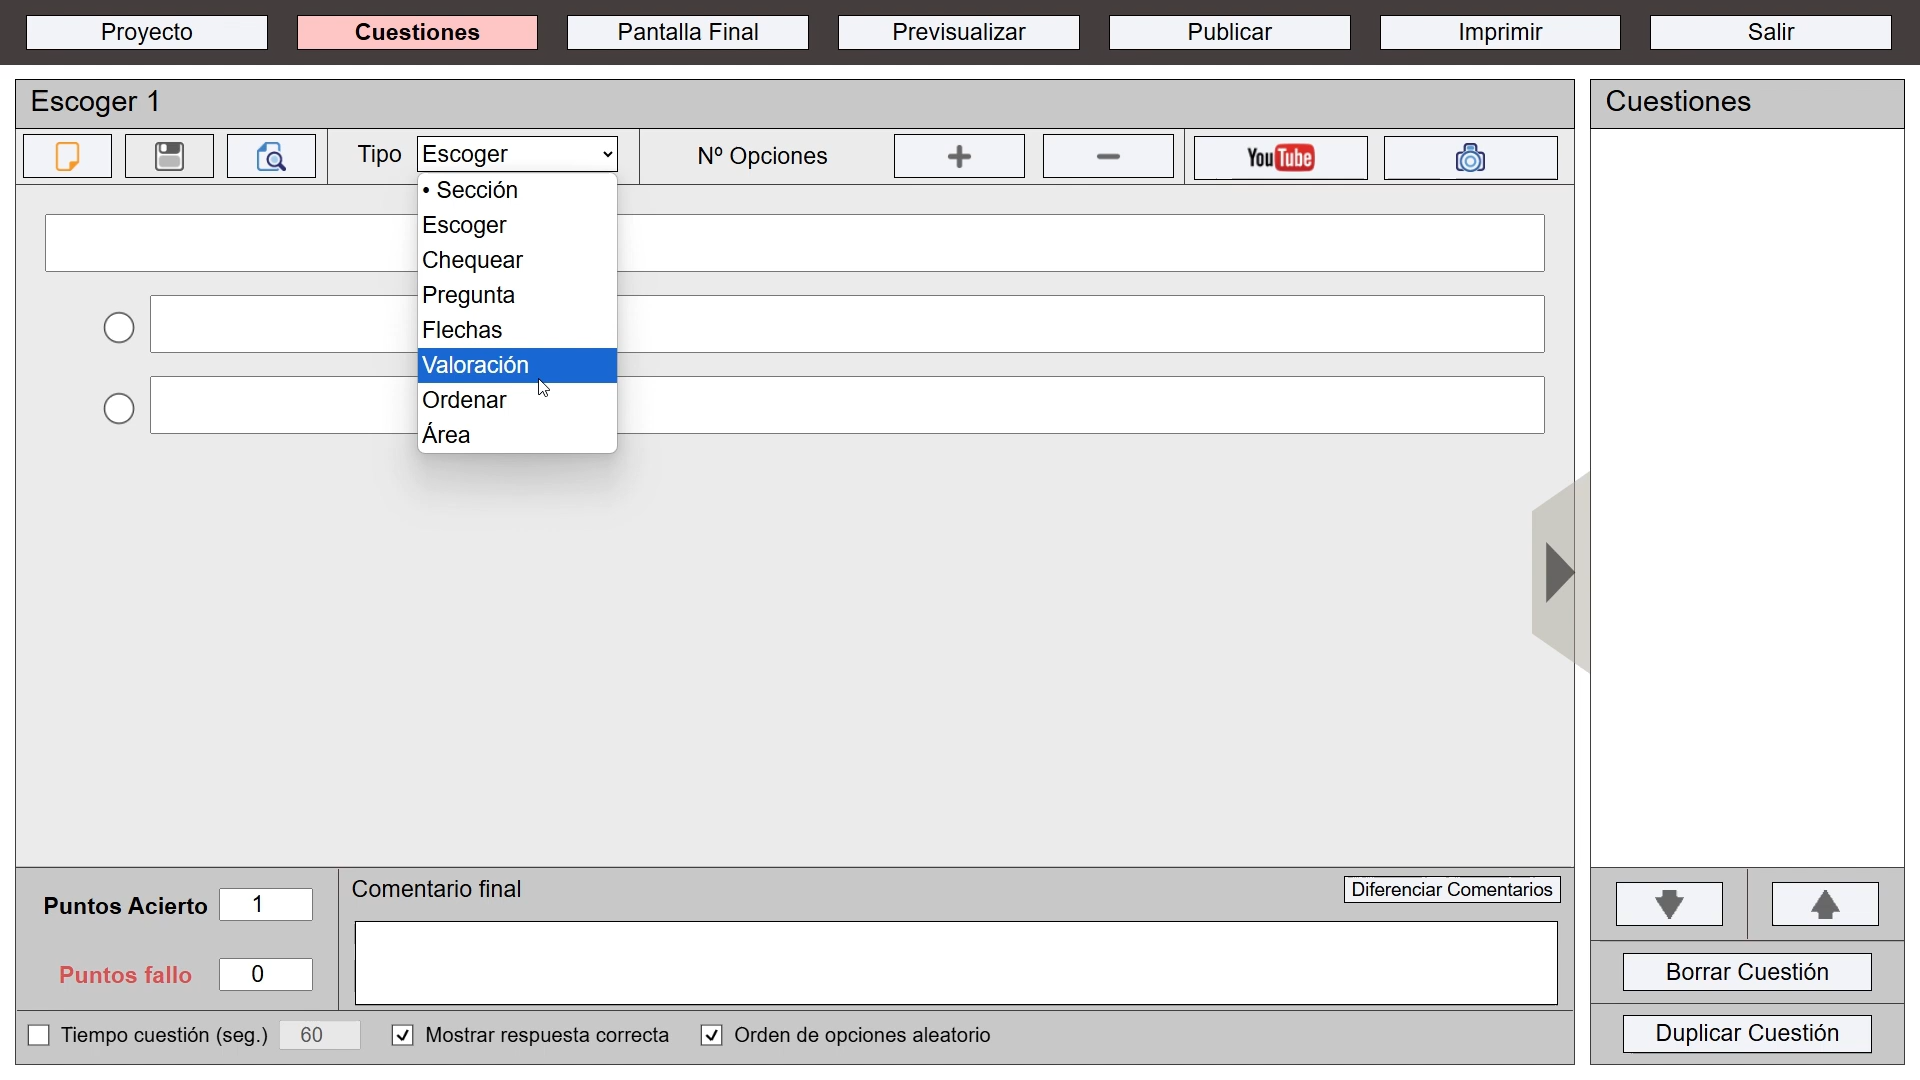 Proyecto
Cuestiones
Pantalla Final
Previsualizar
Publicar
Imprimir
Salir
Escoger 1
Cuestiones
Tipo
Escoger
Nº Opciones
YouTube
• Sección
Escoger
Chequear
Pregunta
Flechas
Valoración
Ordenar
Área
Puntos Acierto
1
Comentario final
Diferenciar Comentarios
Puntos fallo
0
Borrar Cuestión
Tiempo cuestión (seg.)
60
Mostrar respuesta correcta
Orden de opciones aleatorio
Duplicar Cuestión